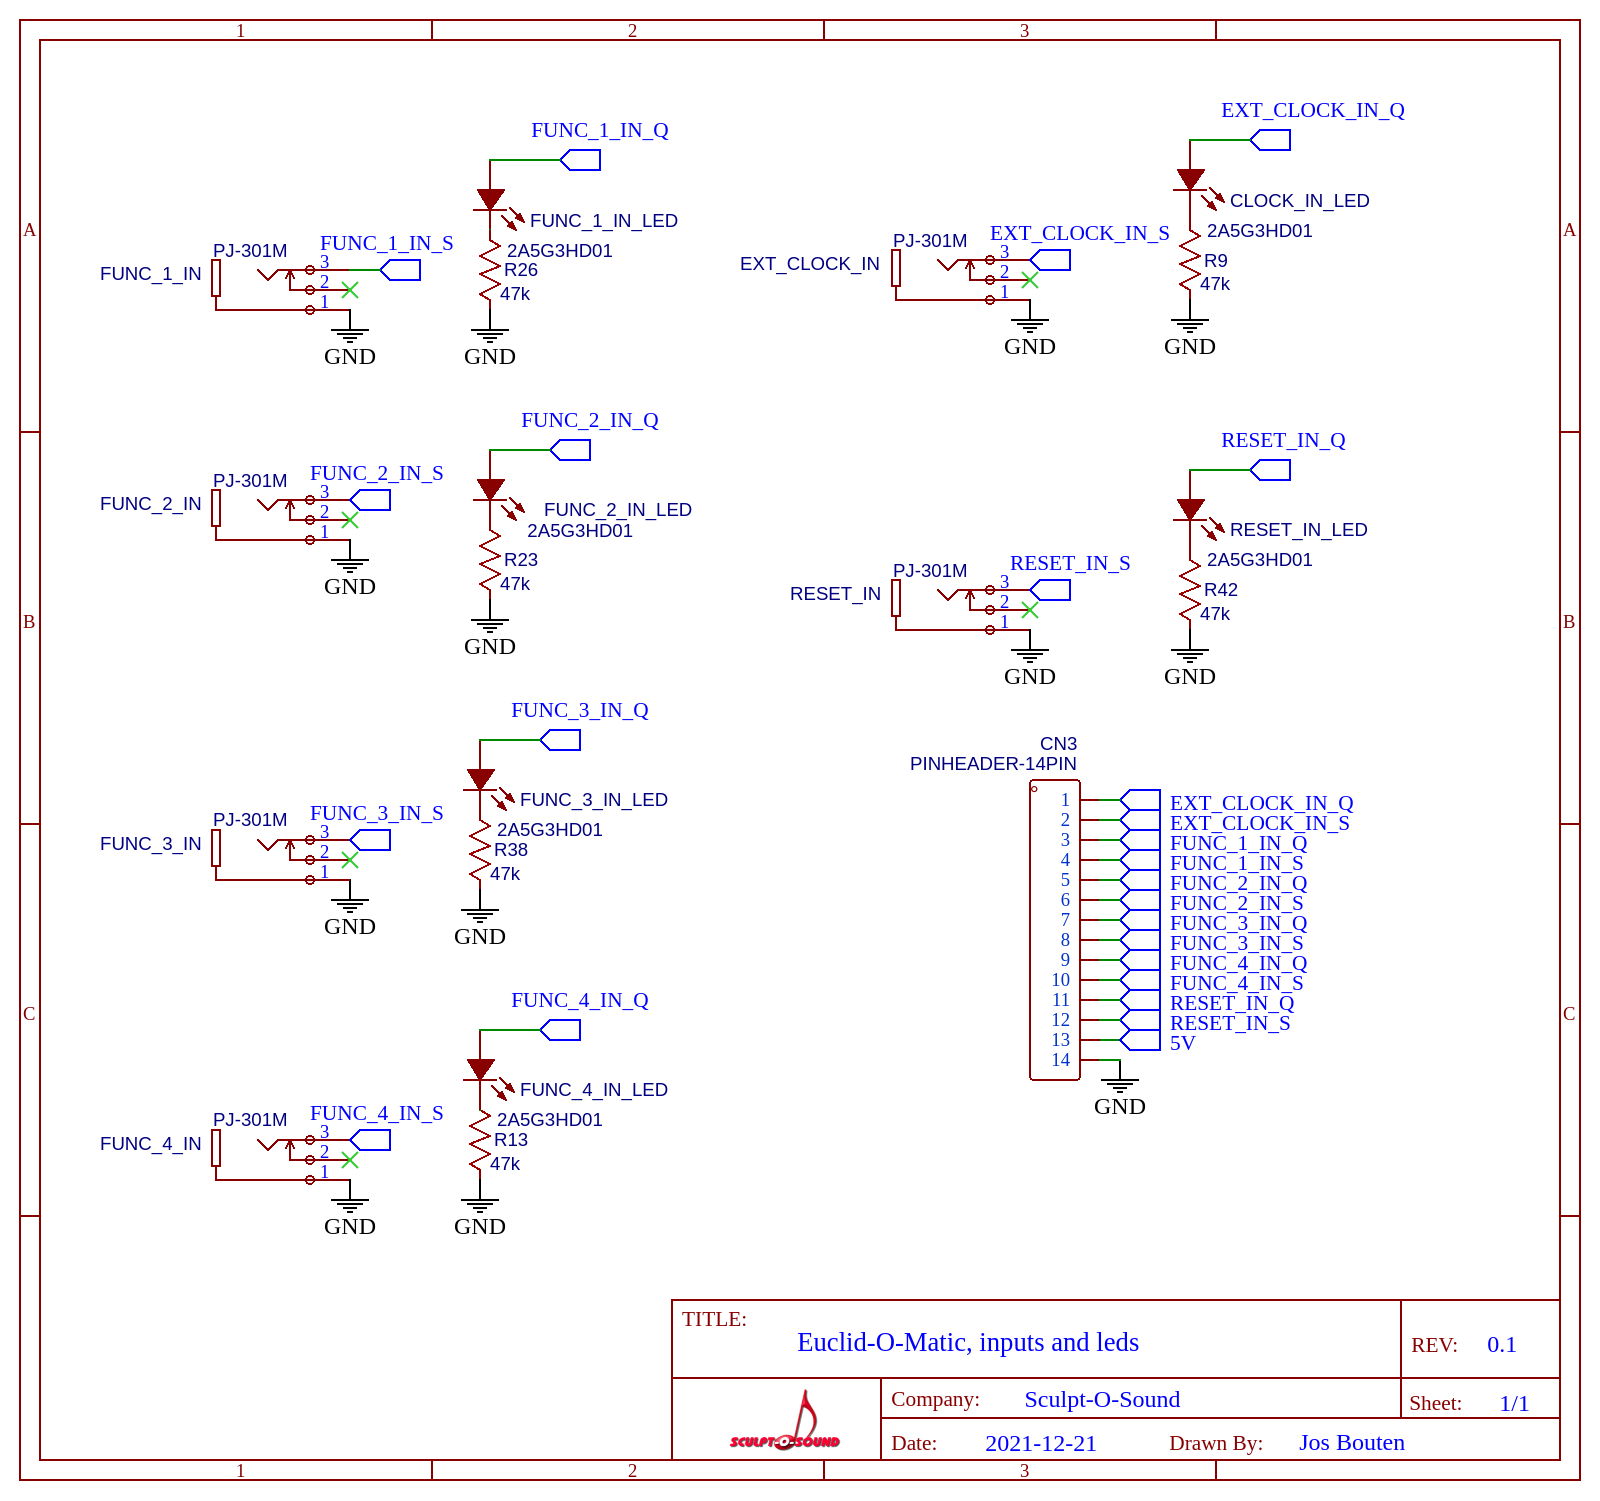 1 2 3
A A
FUNC_1_IN_Q
FUNC_1_IN_LED
2A5G3HD01
R26
47k
GND
PJ-301M
FUNC_1_IN_S
FUNC_1_IN
3
2
1
GND
EXT_CLOCK_IN_Q
CLOCK_IN_LED
2A5G3HD01
R9
47k
GND
PJ-301M
EXT_CLOCK_IN_S
EXT_CLOCK_IN
3
2
1
GND
B B
FUNC_2_IN_Q
FUNC_2_IN_LED
2A5G3HD01
R23
47k
GND
PJ-301M
FUNC_2_IN_S
FUNC_2_IN
3
2
1
GND
RESET_IN_Q
RESET_IN_LED
2A5G3HD01
R42
47k
GND
PJ-301M
RESET_IN_S
RESET_IN
3
2
1
GND
FUNC_3_IN_Q
FUNC_3_IN_LED
2A5G3HD01
R38
47k
GND
PJ-301M
FUNC_3_IN_S
FUNC_3_IN
3
2
1
GND
CN3
PINHEADER-14PIN
1 EXT_CLOCK_IN_Q
2 EXT_CLOCK_IN_S
3 FUNC_1_IN_Q
4 FUNC_1_IN_S
5 FUNC_2_IN_Q
6 FUNC_2_IN_S
7 FUNC_3_IN_Q
8 FUNC_3_IN_S
9 FUNC_4_IN_Q
10 FUNC_4_IN_S
11 RESET_IN_Q
12 RESET_IN_S
13 5V
14
GND
C C
FUNC_4_IN_Q
FUNC_4_IN_LED
2A5G3HD01
R13
47k
GND
PJ-301M
FUNC_4_IN_S
FUNC_4_IN
3
2
1
GND
TITLE:
Euclid-O-Matic, inputs and leds
REV: 0.1
SCULPT-O-SOUND
Company: Sculpt-O-Sound
Sheet: 1/1
Date: 2021-12-21 Drawn By: Jos Bouten
1 2 3